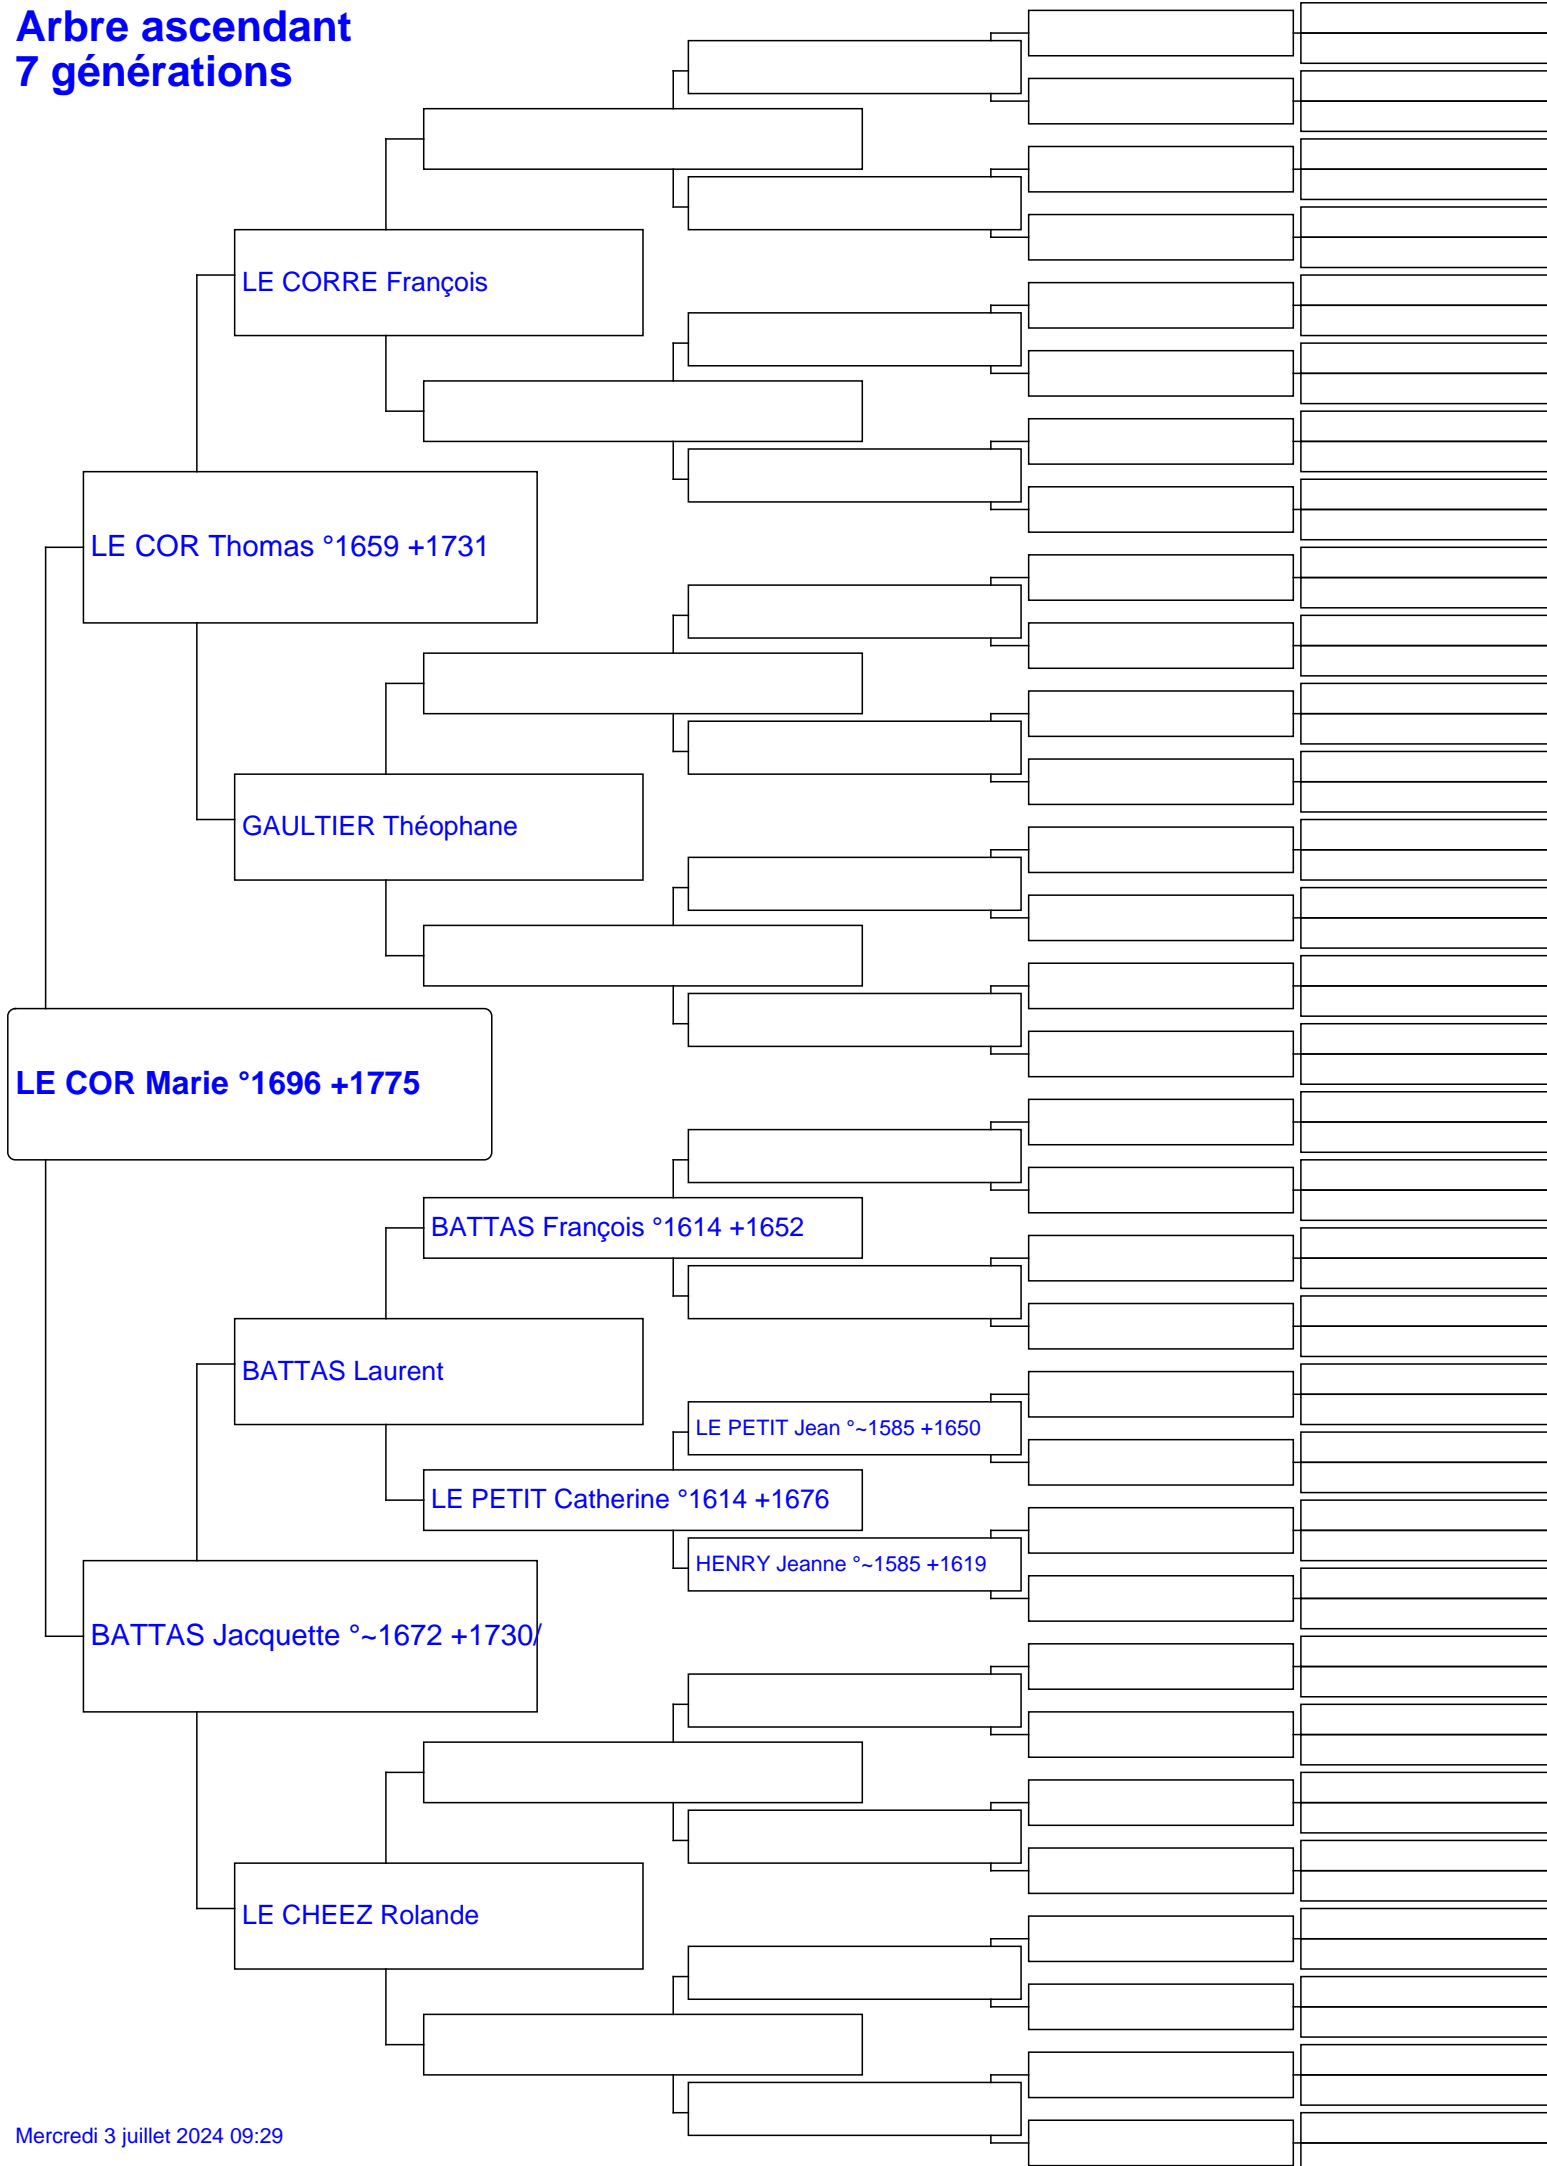 Arbre ascendant
7 générations
LE CORRE François
LE COR Thomas °1659 +1731
GAULTIER Théophane
LE COR Marie °1696 +1775
BATTAS François °1614 +1652
BATTAS Laurent
LE PETIT Jean °~1585 +1650
LE PETIT Catherine °1614 +1676
HENRY Jeanne °~1585 +1619
BATTAS Jacquette °~1672 +1730/
LE CHEEZ Rolande
Mercredi 3 juillet 2024 09:29